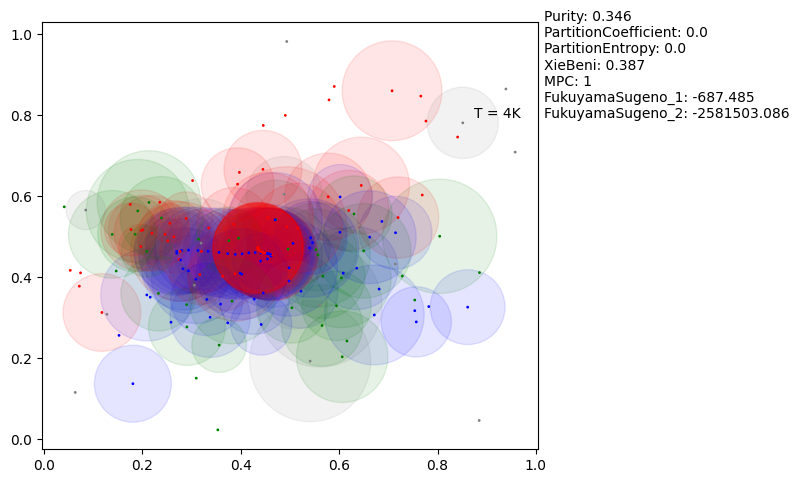 Purity: 0.346
PartitionCoefficient: 0.0
PartitionEntropy: 0.0
XieBeni: 0.387
MPC: 1
FukuyamaSugeno_1: -687.485
FukuyamaSugeno_2: -2581503.086
T = 4K
1.0
0.8
0.6
0.4
0.2
0.0
0.0 0.2 0.4 0.6 0.8 1.0